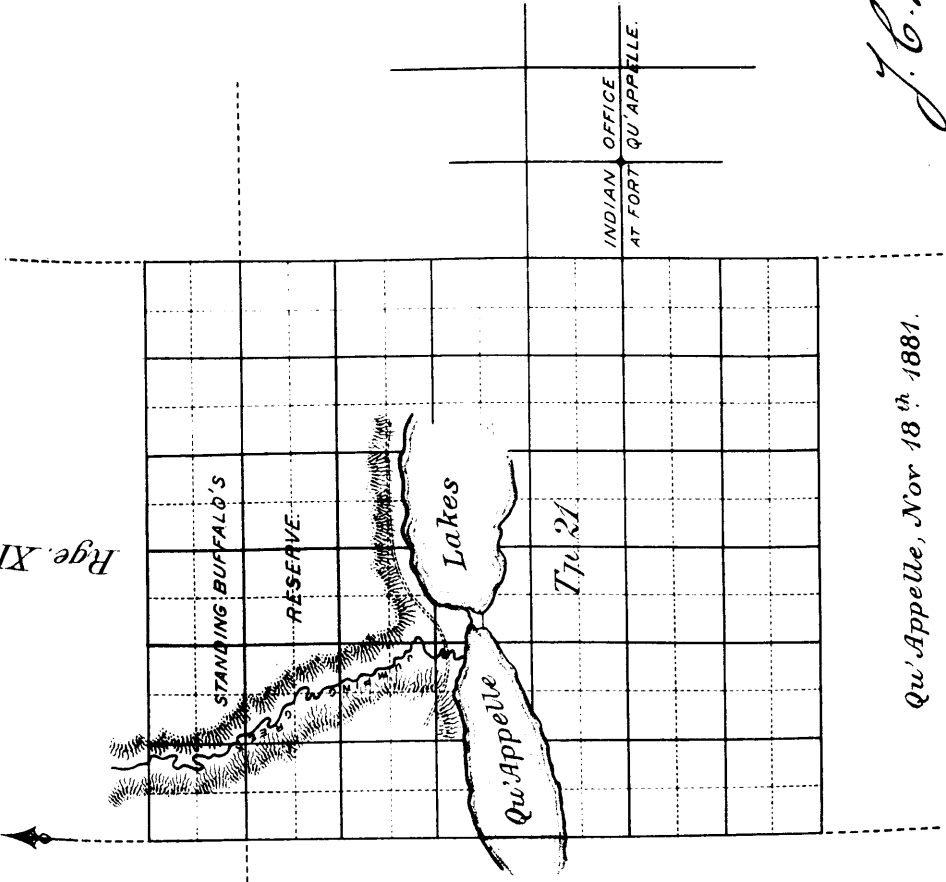 Rge. XI
STANDING BUFFALO'S
RESERVE.
Lakes
Qu'Appelle
Tp. 21
INDIAN OFFICE
AT FORT QU'APPELLE.
Qu'Appelle, Nov 18th 1881.
J. C.